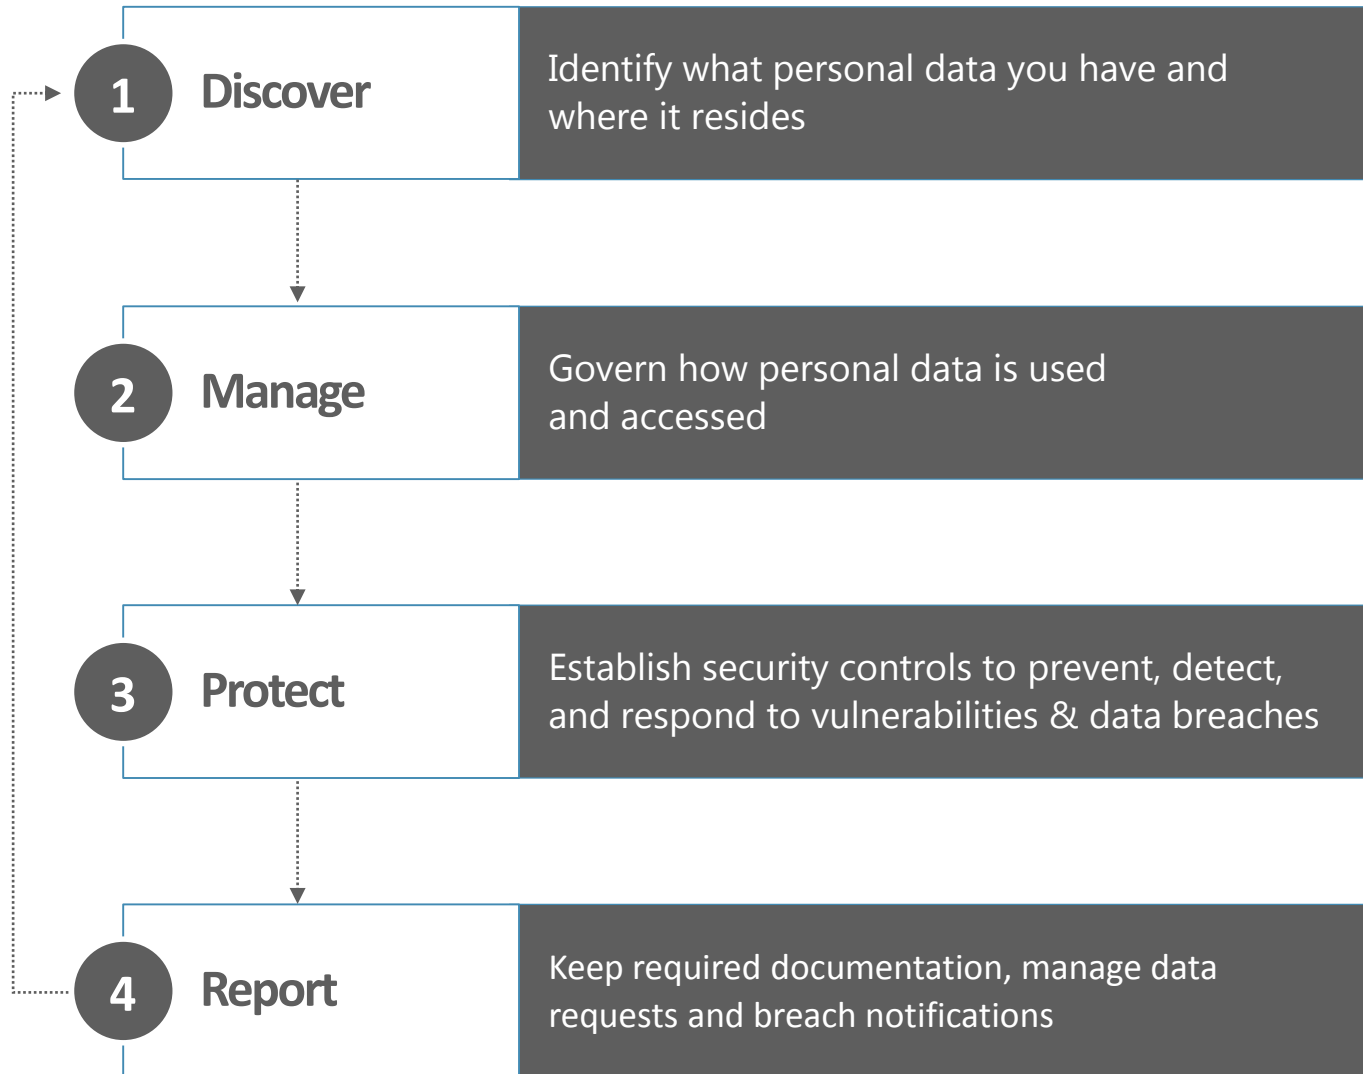 1
Discover
Identify what personal data you have and
where it resides
2
Manage
Govern how personal data is used
and accessed
3
Protect
Establish security controls to prevent, detect,
and respond to vulnerabilities & data breaches
4
Report
Keep required documentation, manage data
requests and breach notifications